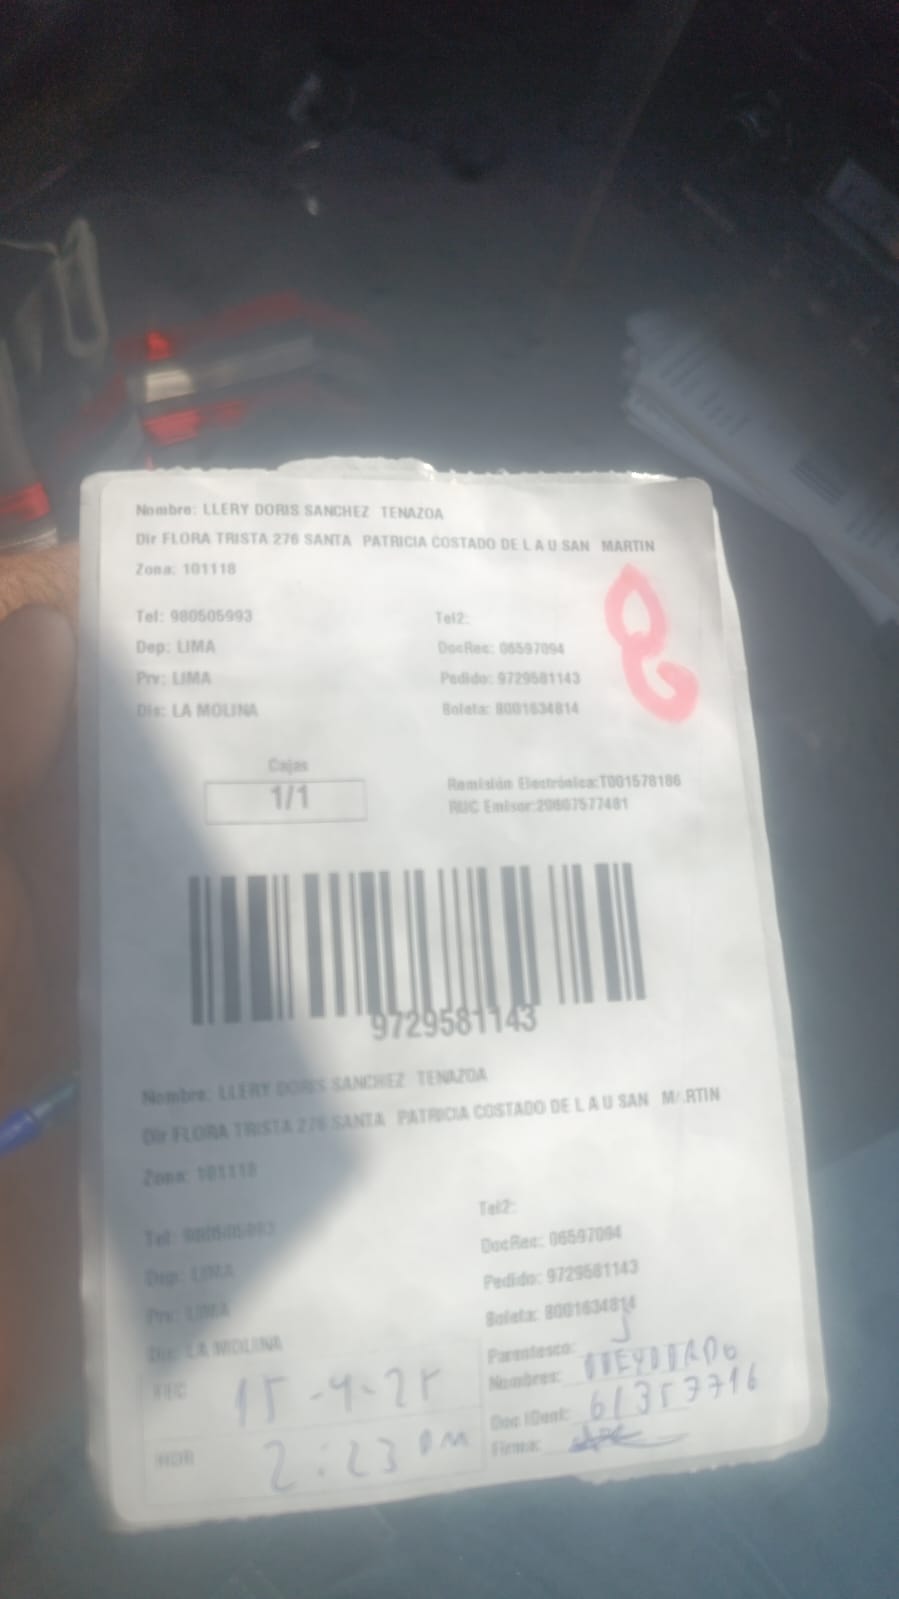 Nombre: LLERY DORIS SANCHEZ TENAZOA
Dir FLORA TRISTA 276 SANTA PATRICIA COSTADO DE L A U SAN MARTIN
Zona: 101118
Tel: 980505993 Tel2:
Dep: LIMA DocRec: 06597094
Prv: LIMA Pedido: 9729581143
Dis: LA MOLINA Boleta: 8001634814
Cajas
1/1
Remisión Electrónica:T001578186
RUC Emisor:20607577481
9729581143
Nombre: LLERY DORIS SANCHEZ TENAZOA
Dir FLORA TRISTA 276 SANTA PATRICIA COSTADO DE L A U SAN MARTIN
Zona: 101118
Tel: 980505993 Tel2:
Dep: LIMA DocRec: 06597094
Prv: LIMA Pedido: 9729581143
Dis: LA MOLINA Boleta: 8001634814
Parentesco:
FEC 15-4-25 Nombres:
Doc IDent: 61357716
HOR 2:23 PM Firma: